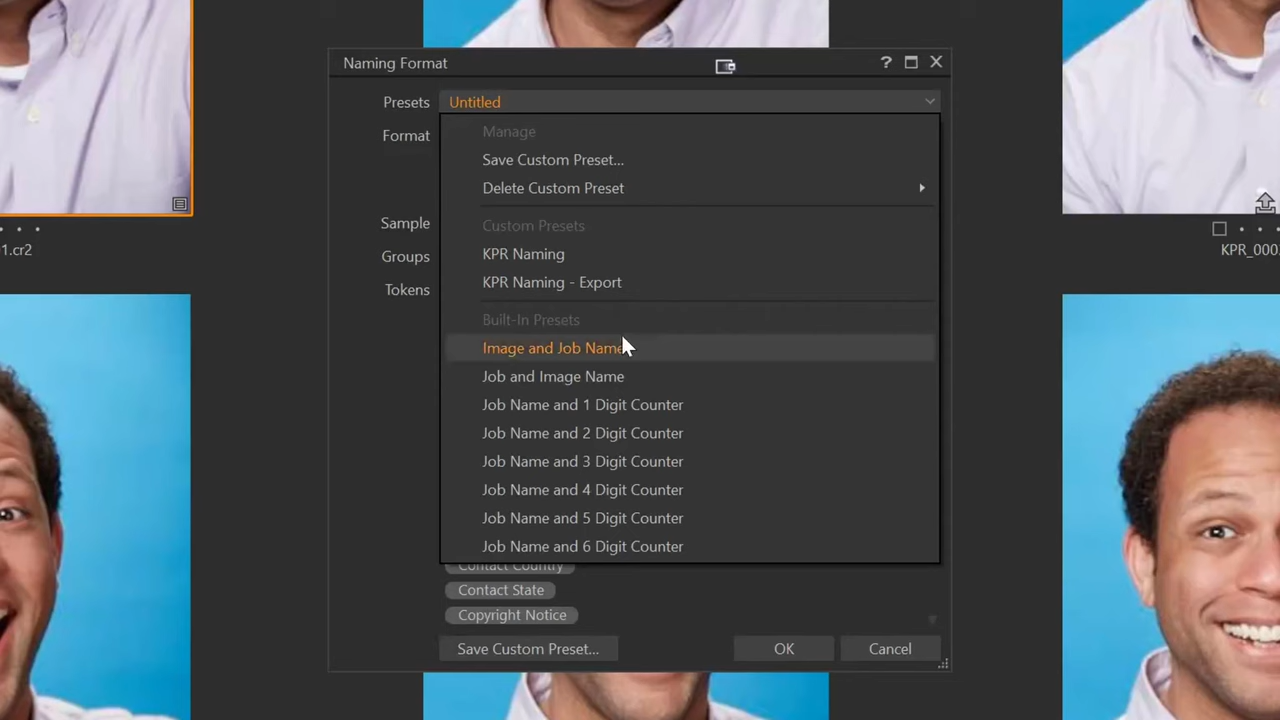 Naming Format
?
Presets
Untitled
Format
Manage
Save Custom Preset...
Delete Custom Preset
Sample
Custom Presets
Groups
KPR Naming
Tokens
KPR Naming - Export
Built-In Presets
Image and Job Name
Job and Image Name
Job Name and 1 Digit Counter
Job Name and 2 Digit Counter
Job Name and 3 Digit Counter
Job Name and 4 Digit Counter
Job Name and 5 Digit Counter
Job Name and 6 Digit Counter
Contact Country
Contact State
Copyright Notice
Save Custom Preset...
OK
Cancel
1.cr2
KPR_000